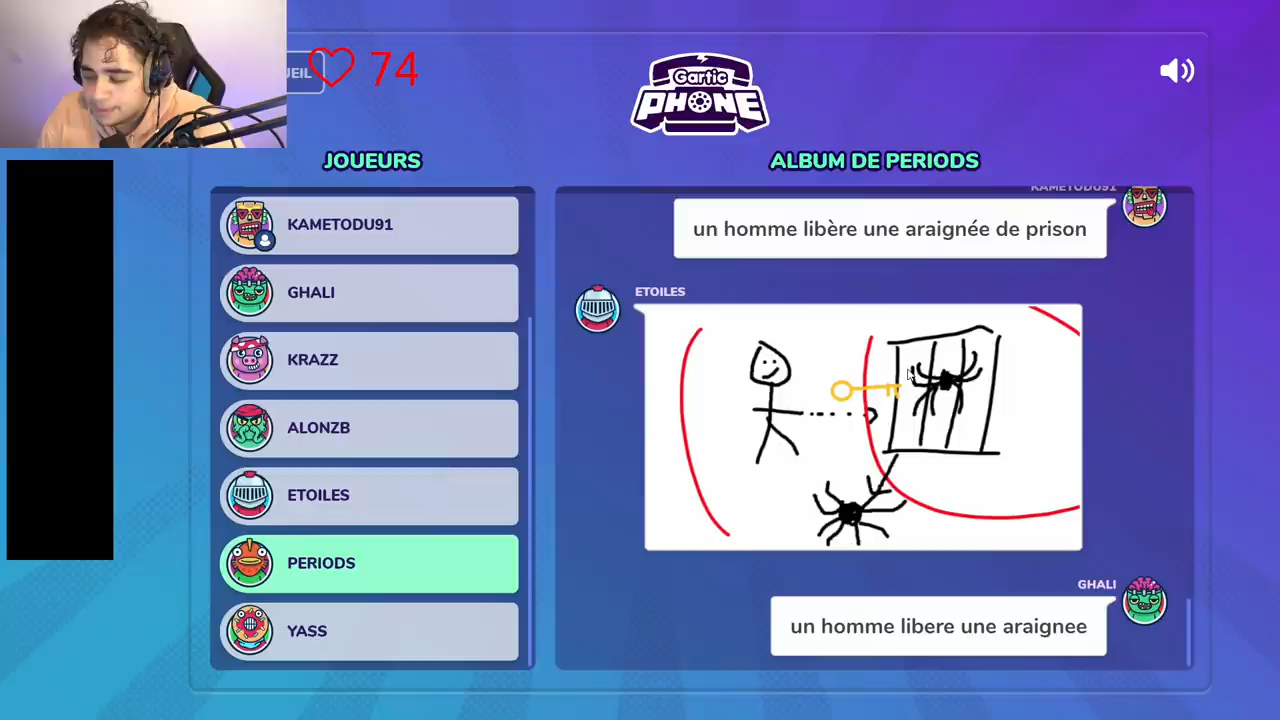 UEIL
74
Gartic
PHONE
JOUEURS
ALBUM DE PERIODS
KAMETODU91
GHALI
KRAZZ
ALONZB
ETOILES
PERIODS
YASS
KAMETODU91
un homme libère une araignée de prison
ETOILES
GHALI
un homme libere une araignee